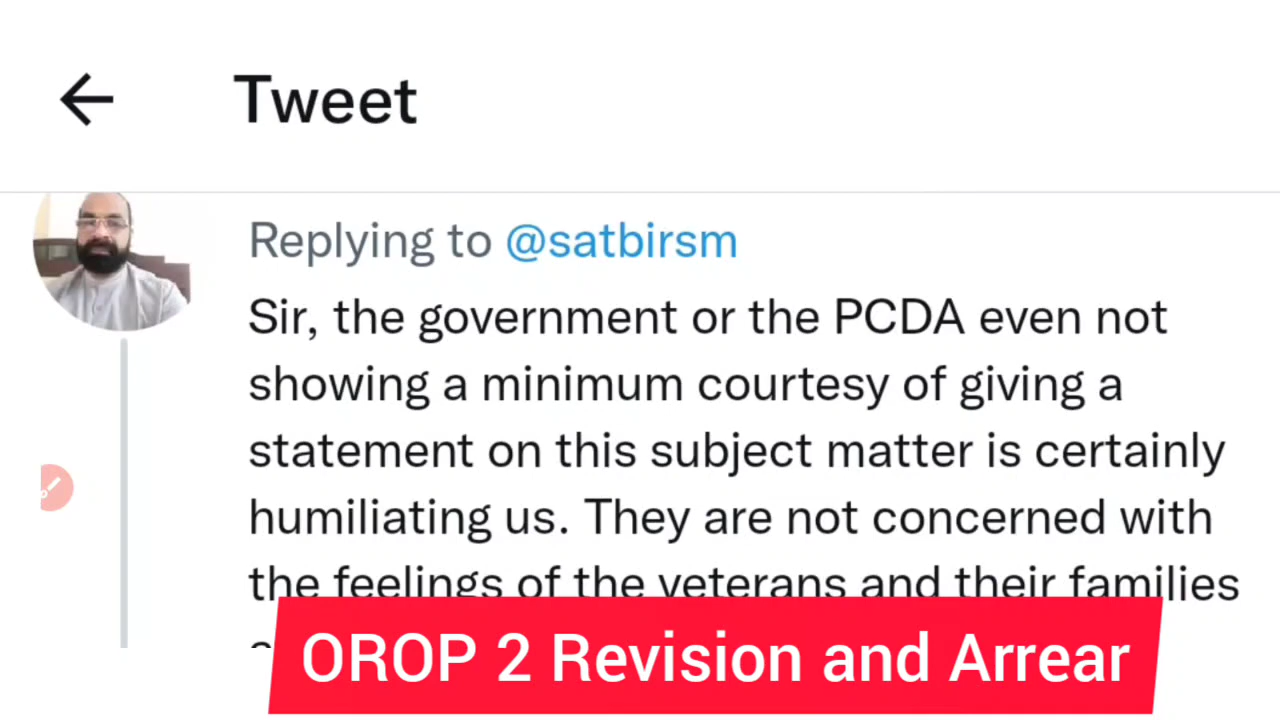 Tweet
Replying to @satbirsm
Sir, the government or the PCDA even not
showing a minimum courtesy of giving a
statement on this subject matter is certainly
humiliating us. They are not concerned with
the feelings of the veterans and their families
OROP 2 Revision and Arrear